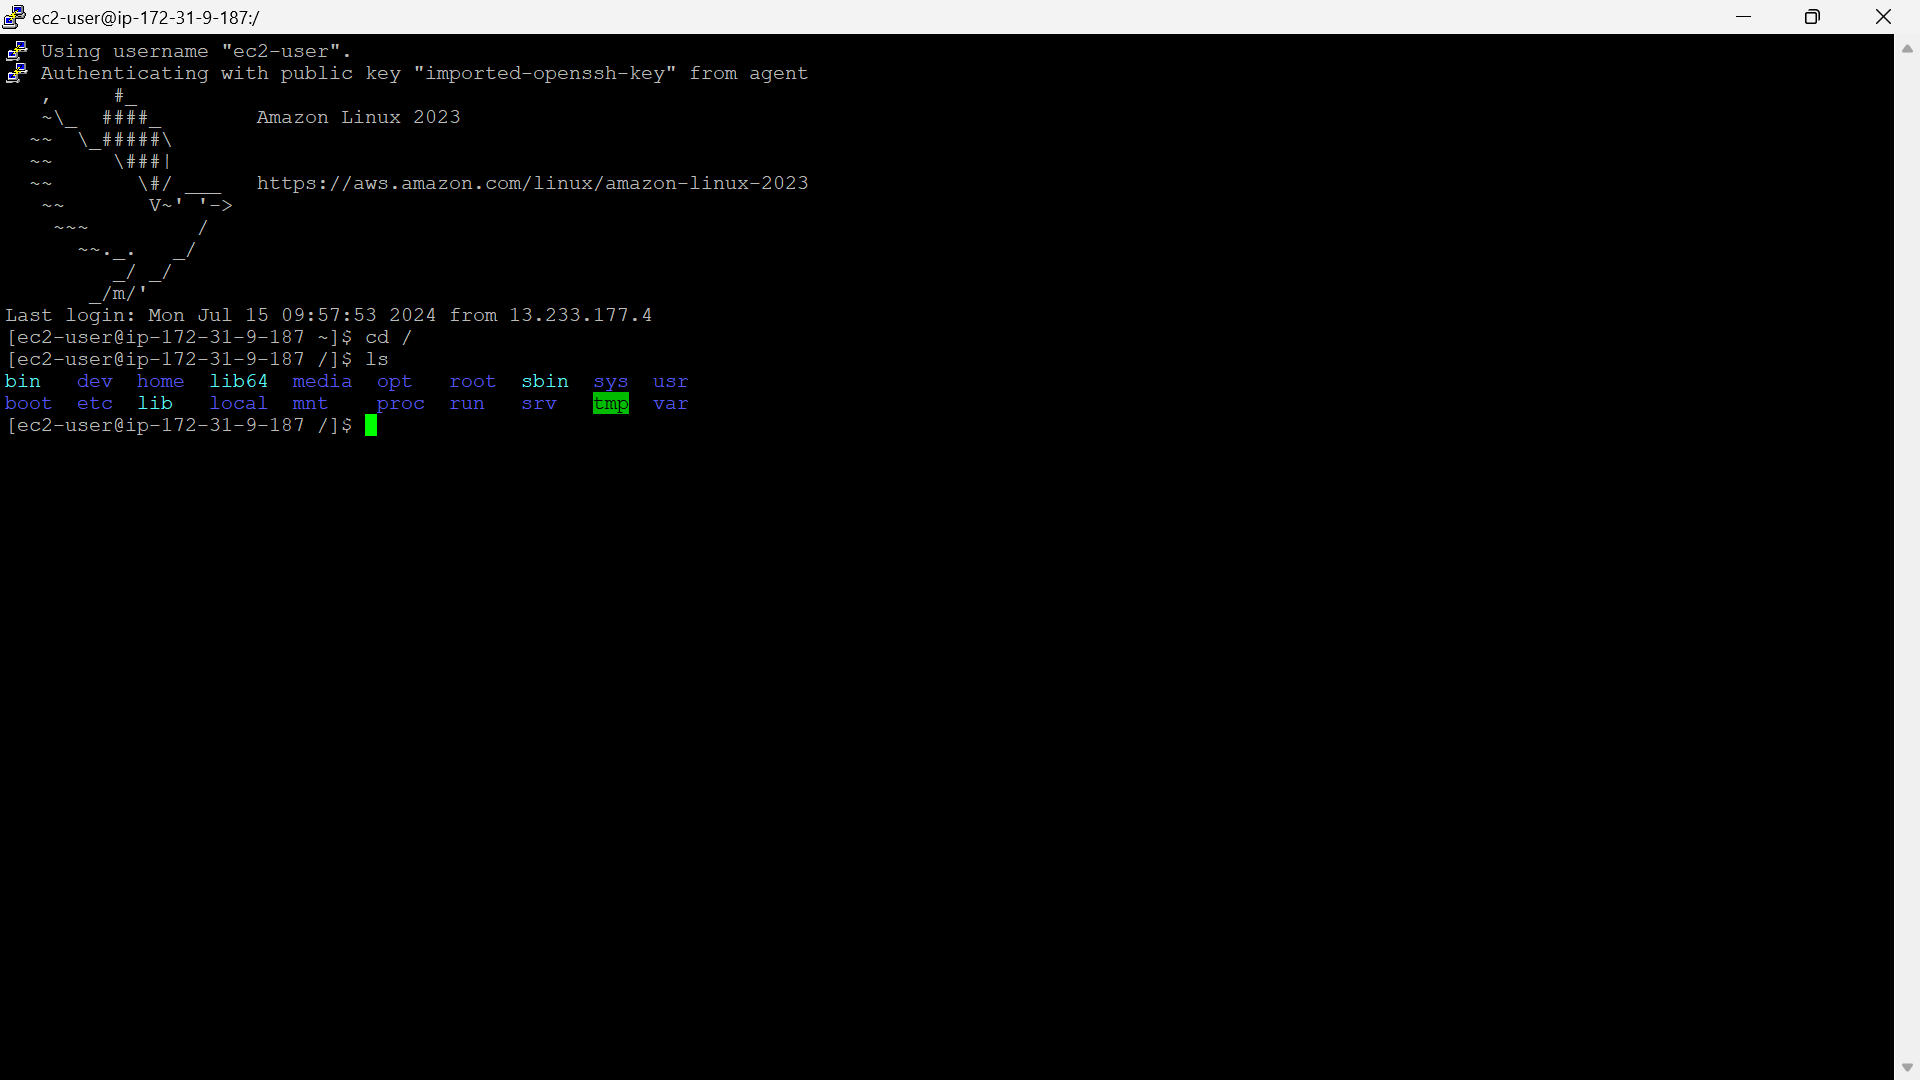 ec2-user@ip-172-31-9-187:/
Using username "ec2-user".
Authenticating with public key "imported-openssh-key" from agent
   ,     #_
   ~\_  ####_        Amazon Linux 2023
  ~~  \_#####\
  ~~     \###|
  ~~       \#/ ___   https://aws.amazon.com/linux/amazon-linux-2023
   ~~       V~' '->
    ~~~         /
      ~~._.   _/
         _/ _/
       _/m/'
Last login: Mon Jul 15 09:57:53 2024 from 13.233.177.4
[ec2-user@ip-172-31-9-187 ~]$ cd /
[ec2-user@ip-172-31-9-187 /]$ ls
bin   dev  home  lib64  media  opt   root  sbin  sys  usr
boot  etc  lib   local  mnt    proc  run   srv   tmp  var
[ec2-user@ip-172-31-9-187 /]$